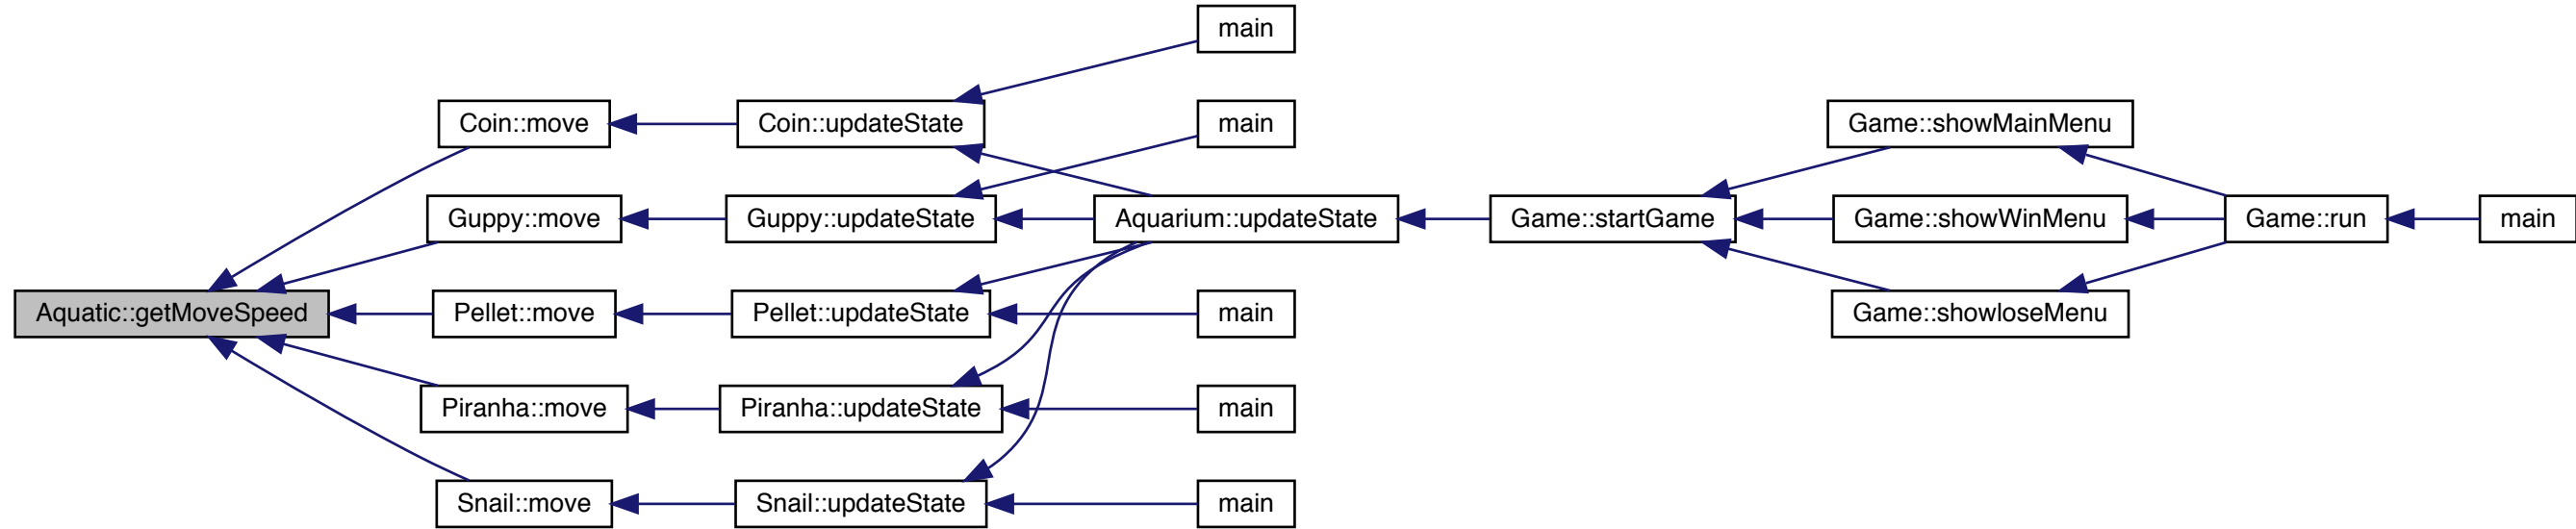 main
Coin::move
Coin::updateState
main
Game::showMainMenu
Guppy::move
Guppy::updateState
Aquarium::updateState
Game::startGame
Game::showWinMenu
Game::run
main
Aquatic::getMoveSpeed
Pellet::move
Pellet::updateState
main
Game::showloseMenu
Piranha::move
Piranha::updateState
main
Snail::move
Snail::updateState
main